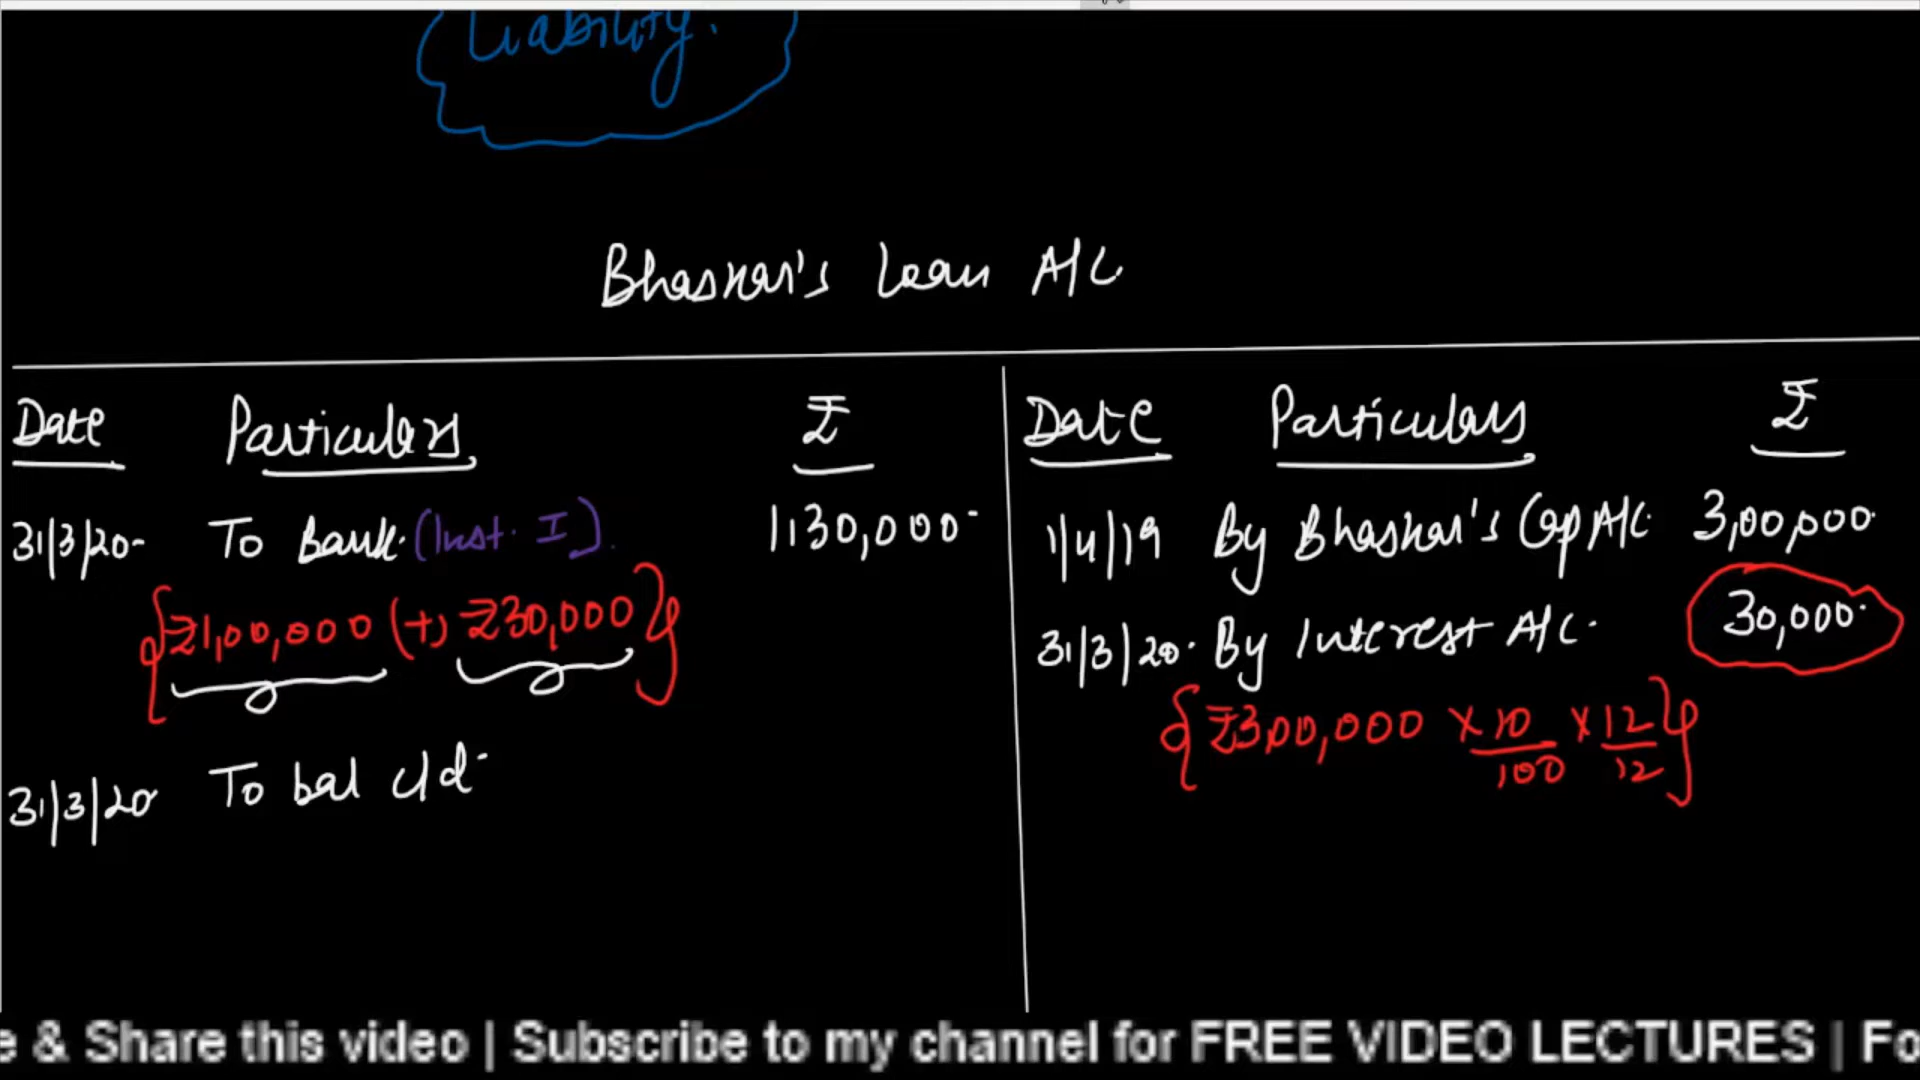 Liability.
Bhaskar's Loan A/C
Date Particulars ₹ Date Particulars ₹
31/3/20 To Bank (Inst. I) 1,30,000 1/4/19 By Bhaskar's Cap A/C 3,00,000
{₹1,00,000 (+) ₹30,000} 31/3/20 By Interest A/C 30,000
{₹3,00,000 × 10/100 × 12/12}
31/3/20 To bal c/d
e & Share this video | Subscribe to my channel for FREE VIDEO LECTURES | Fo